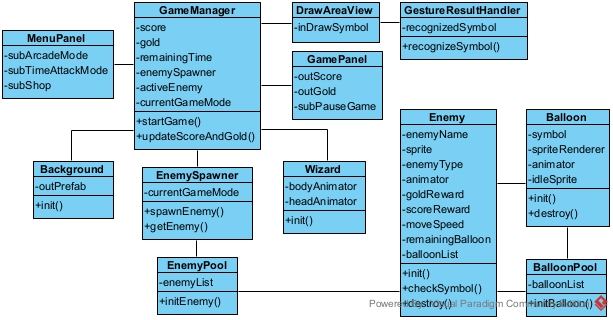 GameManager
-score
-gold
-remainingTime
-enemySpawner
-activeEnemy
-currentGameMode
+startGame()
+updateScoreAndGold()
DrawAreaView
-inDrawSymbol
GestureResultHandler
-recognizedSymbol
+recognizeSymbol()
MenuPanel
-subArcadeMode
-subTimeAttackMode
-subShop
GamePanel
-outScore
-outGold
-subPauseGame
Enemy
-enemyName
-sprite
-enemyType
-animator
-goldReward
-scoreReward
-moveSpeed
-remainingBalloon
-balloonList
+init()
+checkSymbol()
+destroy()
Balloon
-symbol
-spriteRenderer
-animator
-idleSprite
+init()
+destroy()
Background
-outPrefab
+init()
EnemySpawner
-currentGameMode
+spawnEnemy()
+getEnemy()
Wizard
-bodyAnimator
-headAnimator
+init()
EnemyPool
-enemyList
+initEnemy()
BalloonPool
-balloonList
+initBalloon()
Powered By Visual Paradigm Community Edition